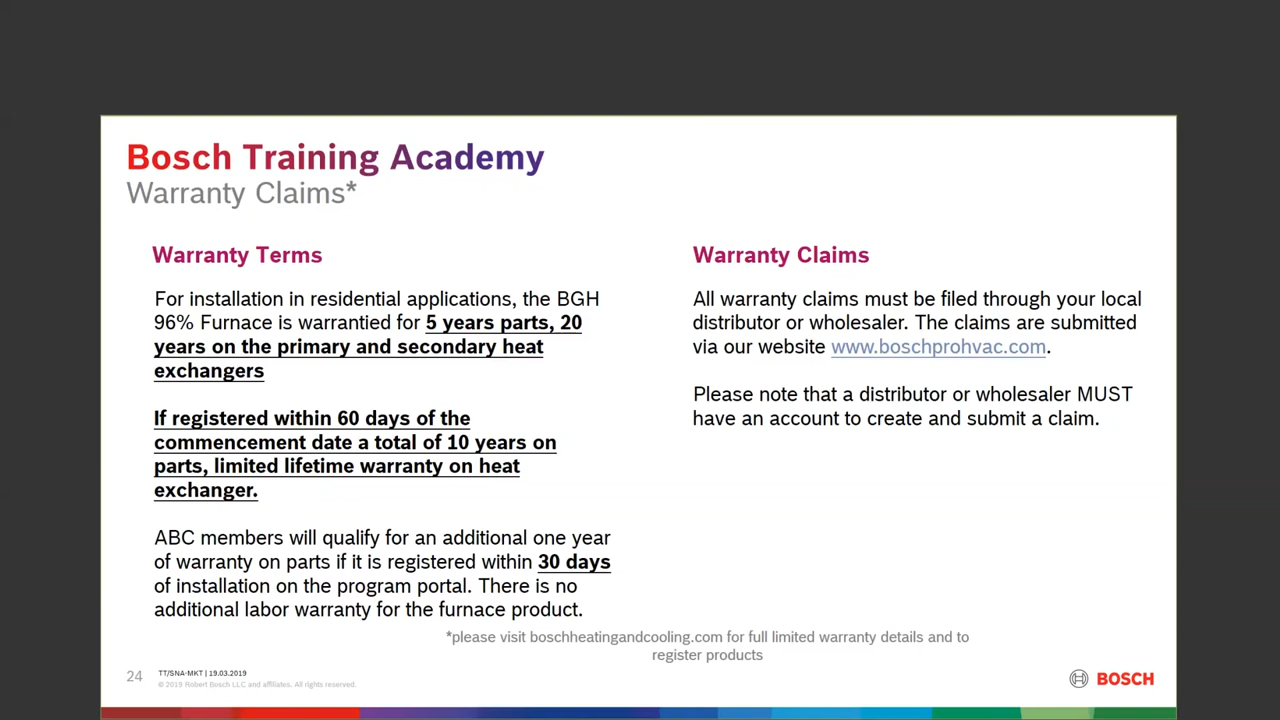 Bosch Training Academy
Warranty Claims*
Warranty Terms
For installation in residential applications, the BGH
96% Furnace is warrantied for 5 years parts, 20
years on the primary and secondary heat
exchangers
If registered within 60 days of the
commencement date a total of 10 years on
parts, limited lifetime warranty on heat
exchanger.
ABC members will qualify for an additional one year
of warranty on parts if it is registered within 30 days
of installation on the program portal. There is no
additional labor warranty for the furnace product.
Warranty Claims
All warranty claims must be filed through your local
distributor or wholesaler. The claims are submitted
via our website www.boschprohvac.com.
Please note that a distributor or wholesaler MUST
have an account to create and submit a claim.
*please visit boschheatingandcooling.com for full limited warranty details and to
register products
24
TT/SNA-MKT | 19.03.2019
© 2019 Robert Bosch LLC and affiliates. All rights reserved.
BOSCH